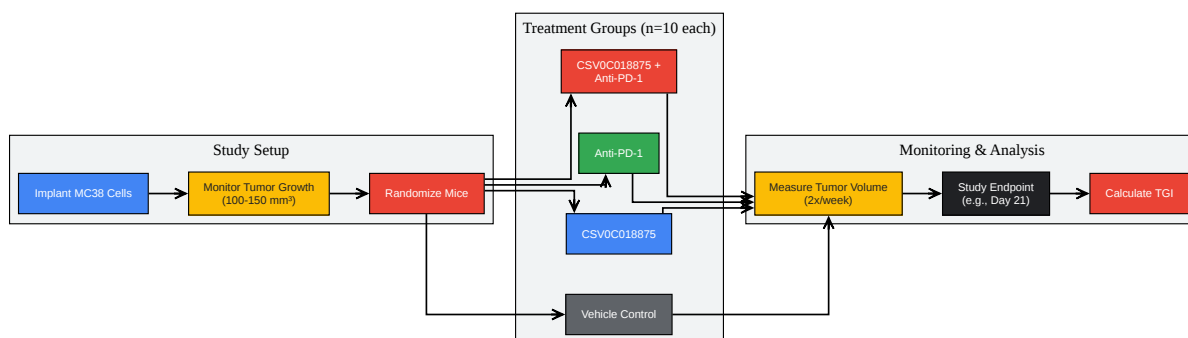 Treatment Groups (n=10 each)
CSV0C018875 +
Anti-PD-1
Anti-PD-1
CSV0C018875
Vehicle Control
Study Setup
Implant MC38 Cells
Monitor Tumor Growth
(100-150 mm³)
Randomize Mice
Monitoring & Analysis
Measure Tumor Volume
(2x/week)
Study Endpoint
(e.g., Day 21)
Calculate TGI